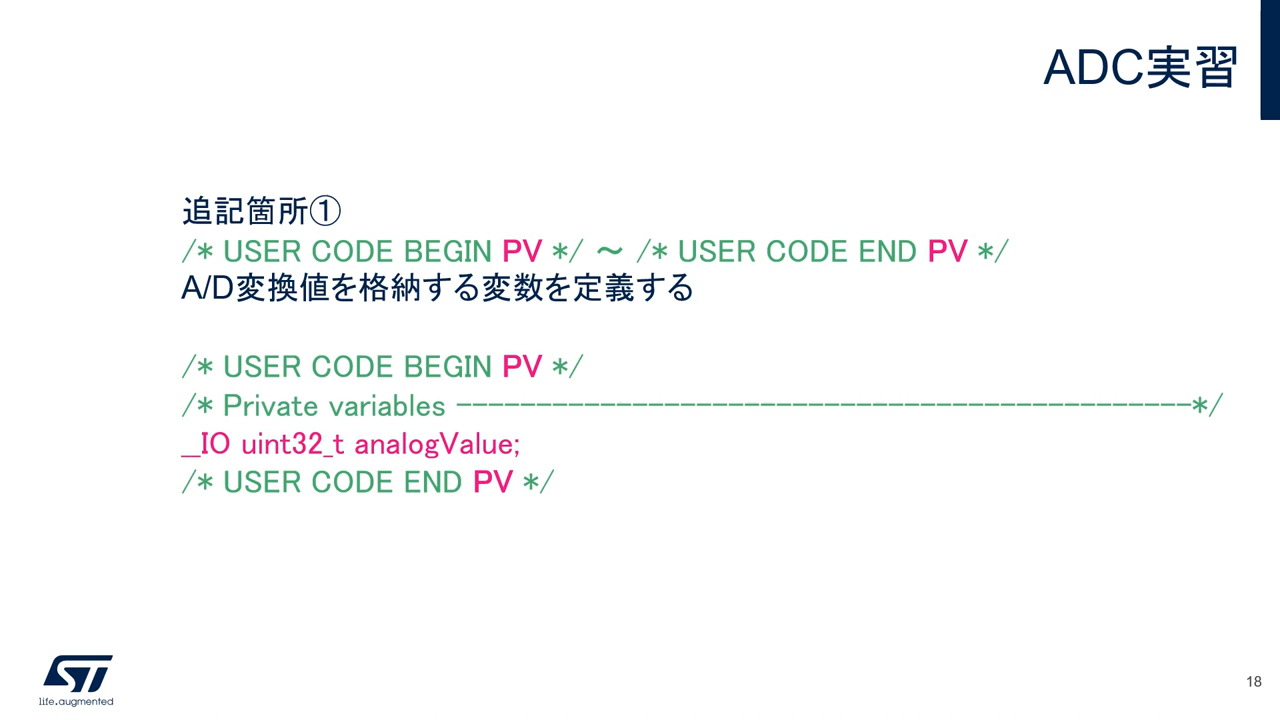 ADC実習
追記箇所①
/* USER CODE BEGIN PV */ ～ /* USER CODE END PV */
A/D変換値を格納する変数を定義する
/* USER CODE BEGIN PV */
/* Private variables ---------------------------------------------*/
__IO uint32_t analogValue;
/* USER CODE END PV */
ST
life.augmented
18